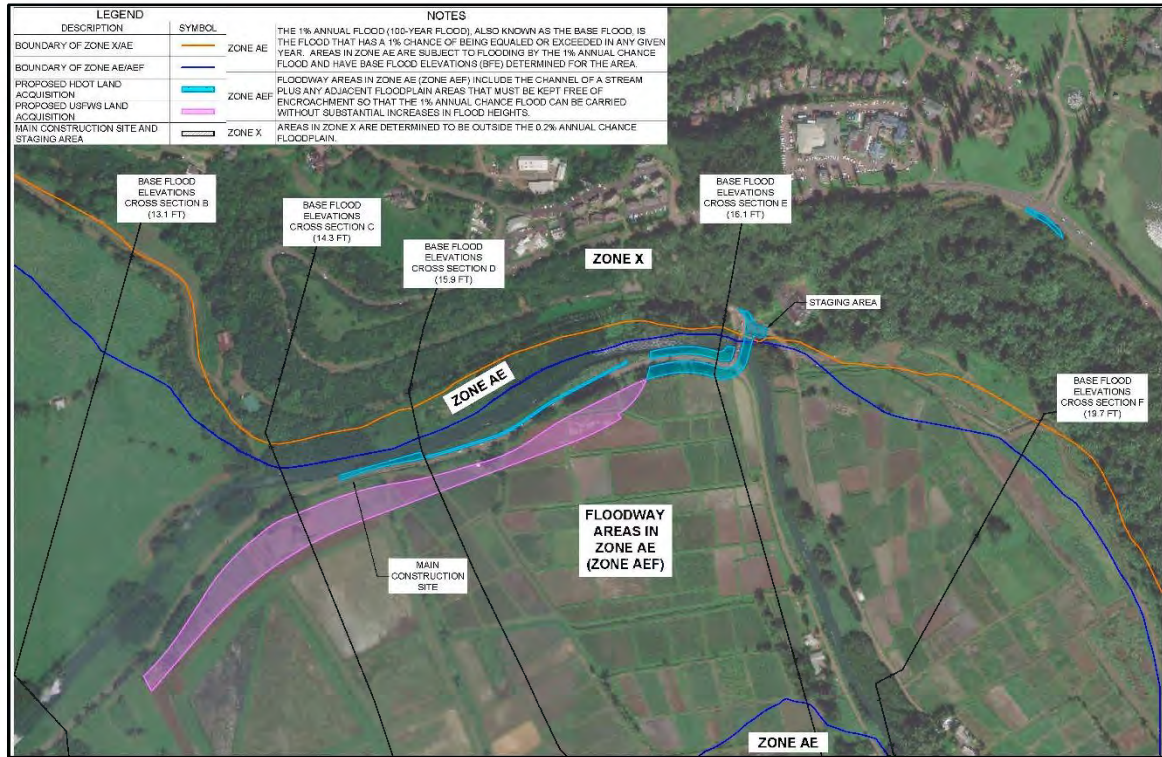 LEGEND
DESCRIPTION SYMBOL
BOUNDARY OF ZONE X/AE
BOUNDARY OF ZONE AE/AEF
PROPOSED HDOT LAND
ACQUISITION
PROPOSED USFWS LAND
ACQUISITION
MAIN CONSTRUCTION SITE AND
STAGING AREA
NOTES
ZONE AE
THE 1% ANNUAL FLOOD (100-YEAR FLOOD), ALSO KNOWN AS THE BASE FLOOD, IS
THE FLOOD THAT HAS A 1% CHANCE OF BEING EQUALED OR EXCEEDED IN ANY GIVEN
YEAR. AREAS IN ZONE AE ARE SUBJECT TO FLOODING BY THE 1% ANNUAL CHANCE
FLOOD AND HAVE BASE FLOOD ELEVATIONS (BFE) DETERMINED FOR THE AREA.
ZONE AEF
FLOODWAY AREAS IN ZONE AE (ZONE AEF) INCLUDE THE CHANNEL OF A STREAM
PLUS ANY ADJACENT FLOODPLAIN AREAS THAT MUST BE KEPT FREE OF
ENCROACHMENT SO THAT THE 1% ANNUAL CHANCE FLOOD CAN BE CARRIED
WITHOUT SUBSTANTIAL INCREASES IN FLOOD HEIGHTS.
ZONE X
AREAS IN ZONE X ARE DETERMINED TO BE OUTSIDE THE 0.2% ANNUAL CHANCE
FLOODPLAIN.
BASE FLOOD
ELEVATIONS
CROSS SECTION B
(13.1 FT)
BASE FLOOD
ELEVATIONS
CROSS SECTION C
(14.3 FT)
BASE FLOOD
ELEVATIONS
CROSS SECTION D
(15.9 FT)
BASE FLOOD
ELEVATIONS
CROSS SECTION E
(16.1 FT)
ZONE X
STAGING AREA
ZONE AE
BASE FLOOD
ELEVATIONS
CROSS SECTION F
(19.7 FT)
FLOODWAY
AREAS IN
ZONE AE
(ZONE AEF)
MAIN
CONSTRUCTION
SITE
ZONE AE